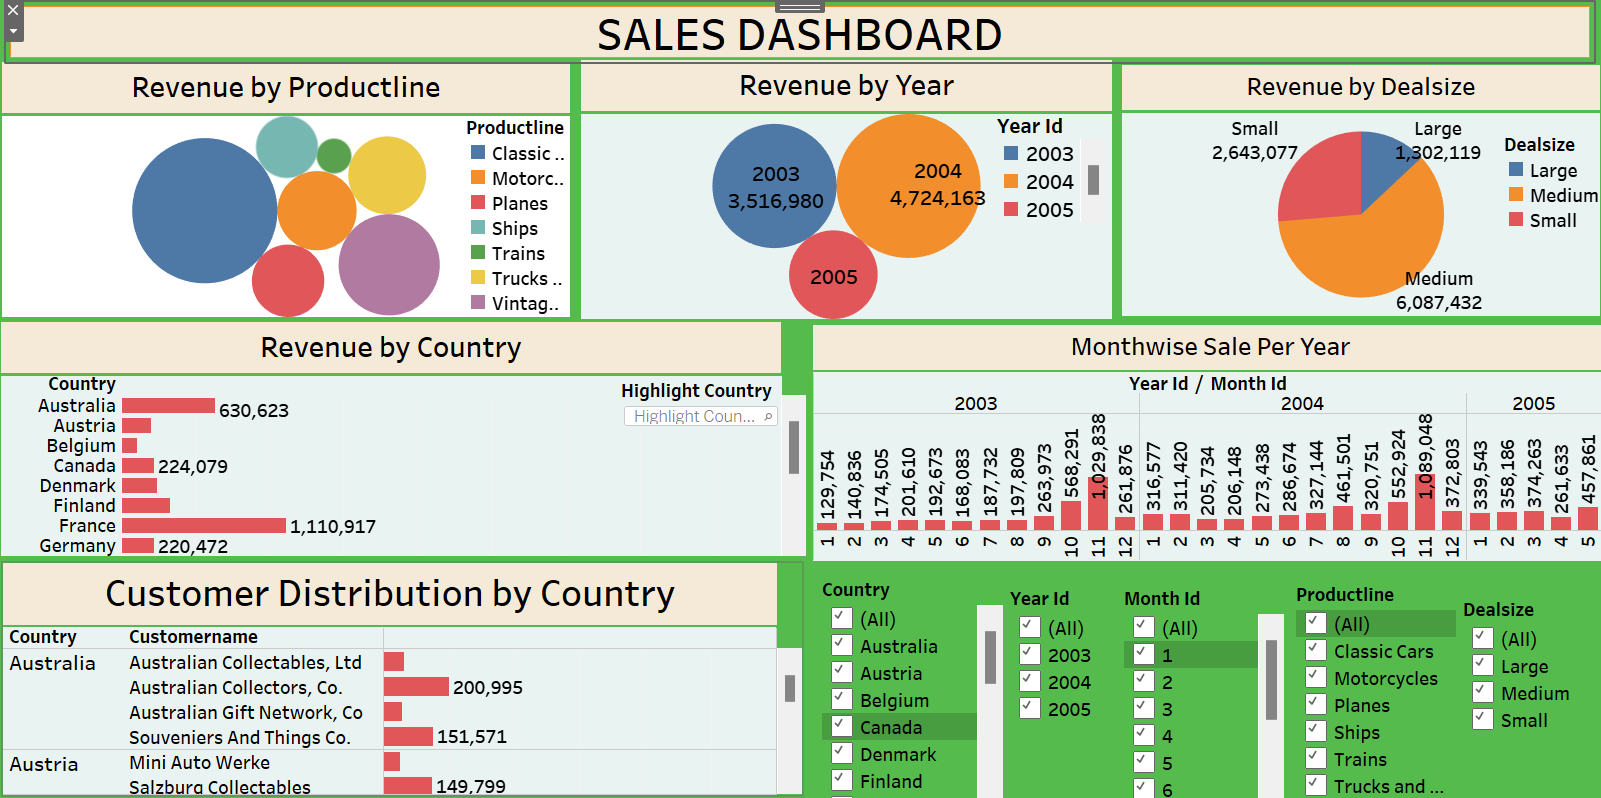 SALES DASHBOARD
Revenue by Productline
Productline
Classic ..
Motorc..
Planes
Ships
Trains
Trucks ..
Vintag..
Revenue by Year
2003
3,516,980
2004
4,724,163
2005
Year Id
2003
2004
2005
Revenue by Dealsize
Small
2,643,077
Large
1,302,119
Medium
6,087,432
Dealsize
Large
Medium
Small
Revenue by Country
Country
Australia 630,623
Austria
Belgium
Canada 224,079
Denmark
Finland
France 1,110,917
Germany 220,472
Highlight Country
Highlight Coun...
Monthwise Sale Per Year
Year Id / Month Id
2003 2004 2005
129,754 140,836 174,505 201,610 192,673 168,083 187,732 197,809 263,973 568,291 1,029,838 261,876 316,577 311,420 205,734 206,148 273,438 286,674 327,144 461,501 320,751 552,924 1,089,048 372,803 339,543 358,186 374,263 261,633 457,861
1 2 3 4 5 6 7 8 9 10 11 12 1 2 3 4 5 6 7 8 9 10 11 12 1 2 3 4 5
Customer Distribution by Country
Country Customername
Australia Australian Collectables, Ltd
Australian Collectors, Co. 200,995
Australian Gift Network, Co
Souveniers And Things Co. 151,571
Austria Mini Auto Werke
Salzburg Collectables 149,799
Country
(All)
Australia
Austria
Belgium
Canada
Denmark
Finland
Year Id
(All)
2003
2004
2005
Month Id
(All)
1
2
3
4
5
6
Productline
(All)
Classic Cars
Motorcycles
Planes
Ships
Trains
Trucks and ...
Dealsize
(All)
Large
Medium
Small